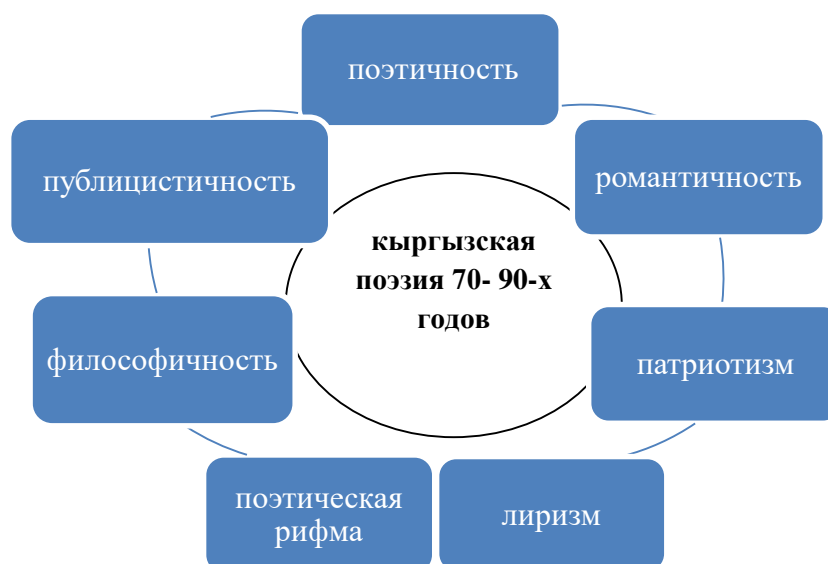 поэтичность
публицистичность
романтичность
кыргызская
поэзия 70- 90-х
годов
философичность
патриотизм
поэтическая
рифма
лиризм